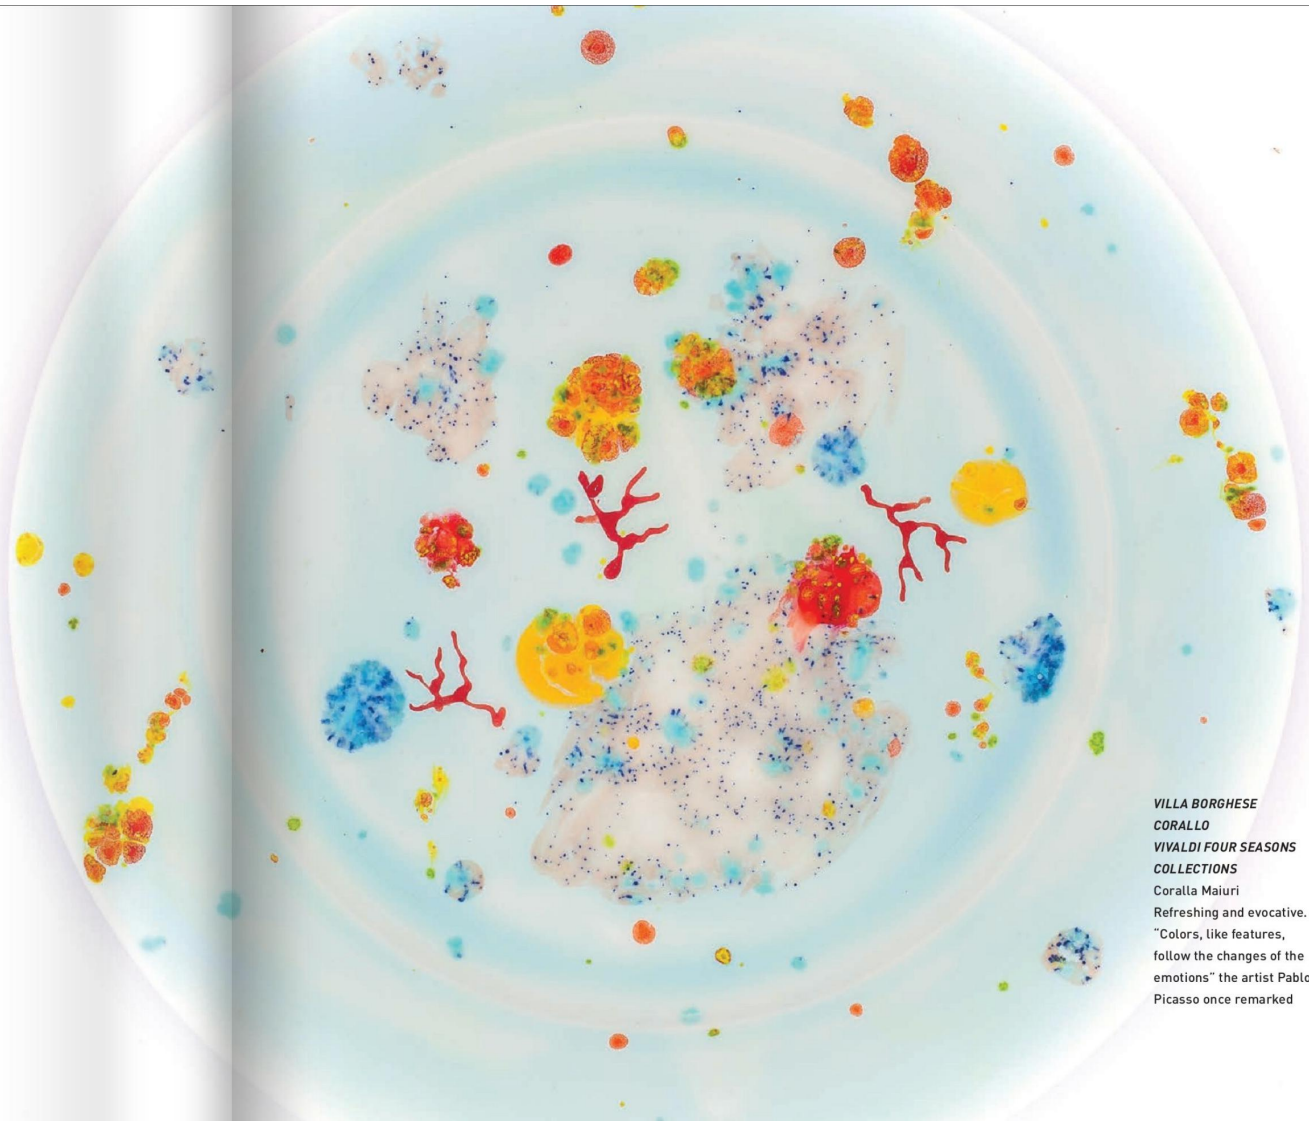 VILLA BORGHESE
CORALLO
VIVALDI FOUR SEASONS
COLLECTIONS
Coralla Maiuri
Refreshing and evocative.
“Colors, like features,
follow the changes of the
emotions” the artist Pablo
Picasso once remarked